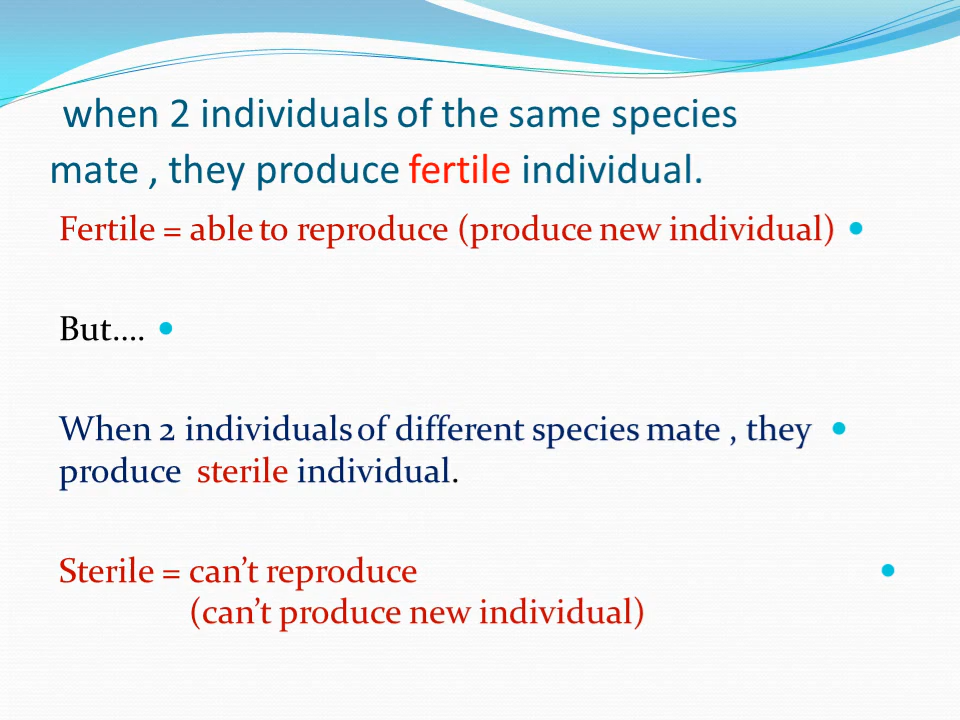 when 2 individuals of the same species
mate , they produce fertile individual.
Fertile = able to reproduce (produce new individual)
But....
When 2 individuals of different species mate , they
produce sterile individual.
Sterile = can't reproduce
(can't produce new individual)